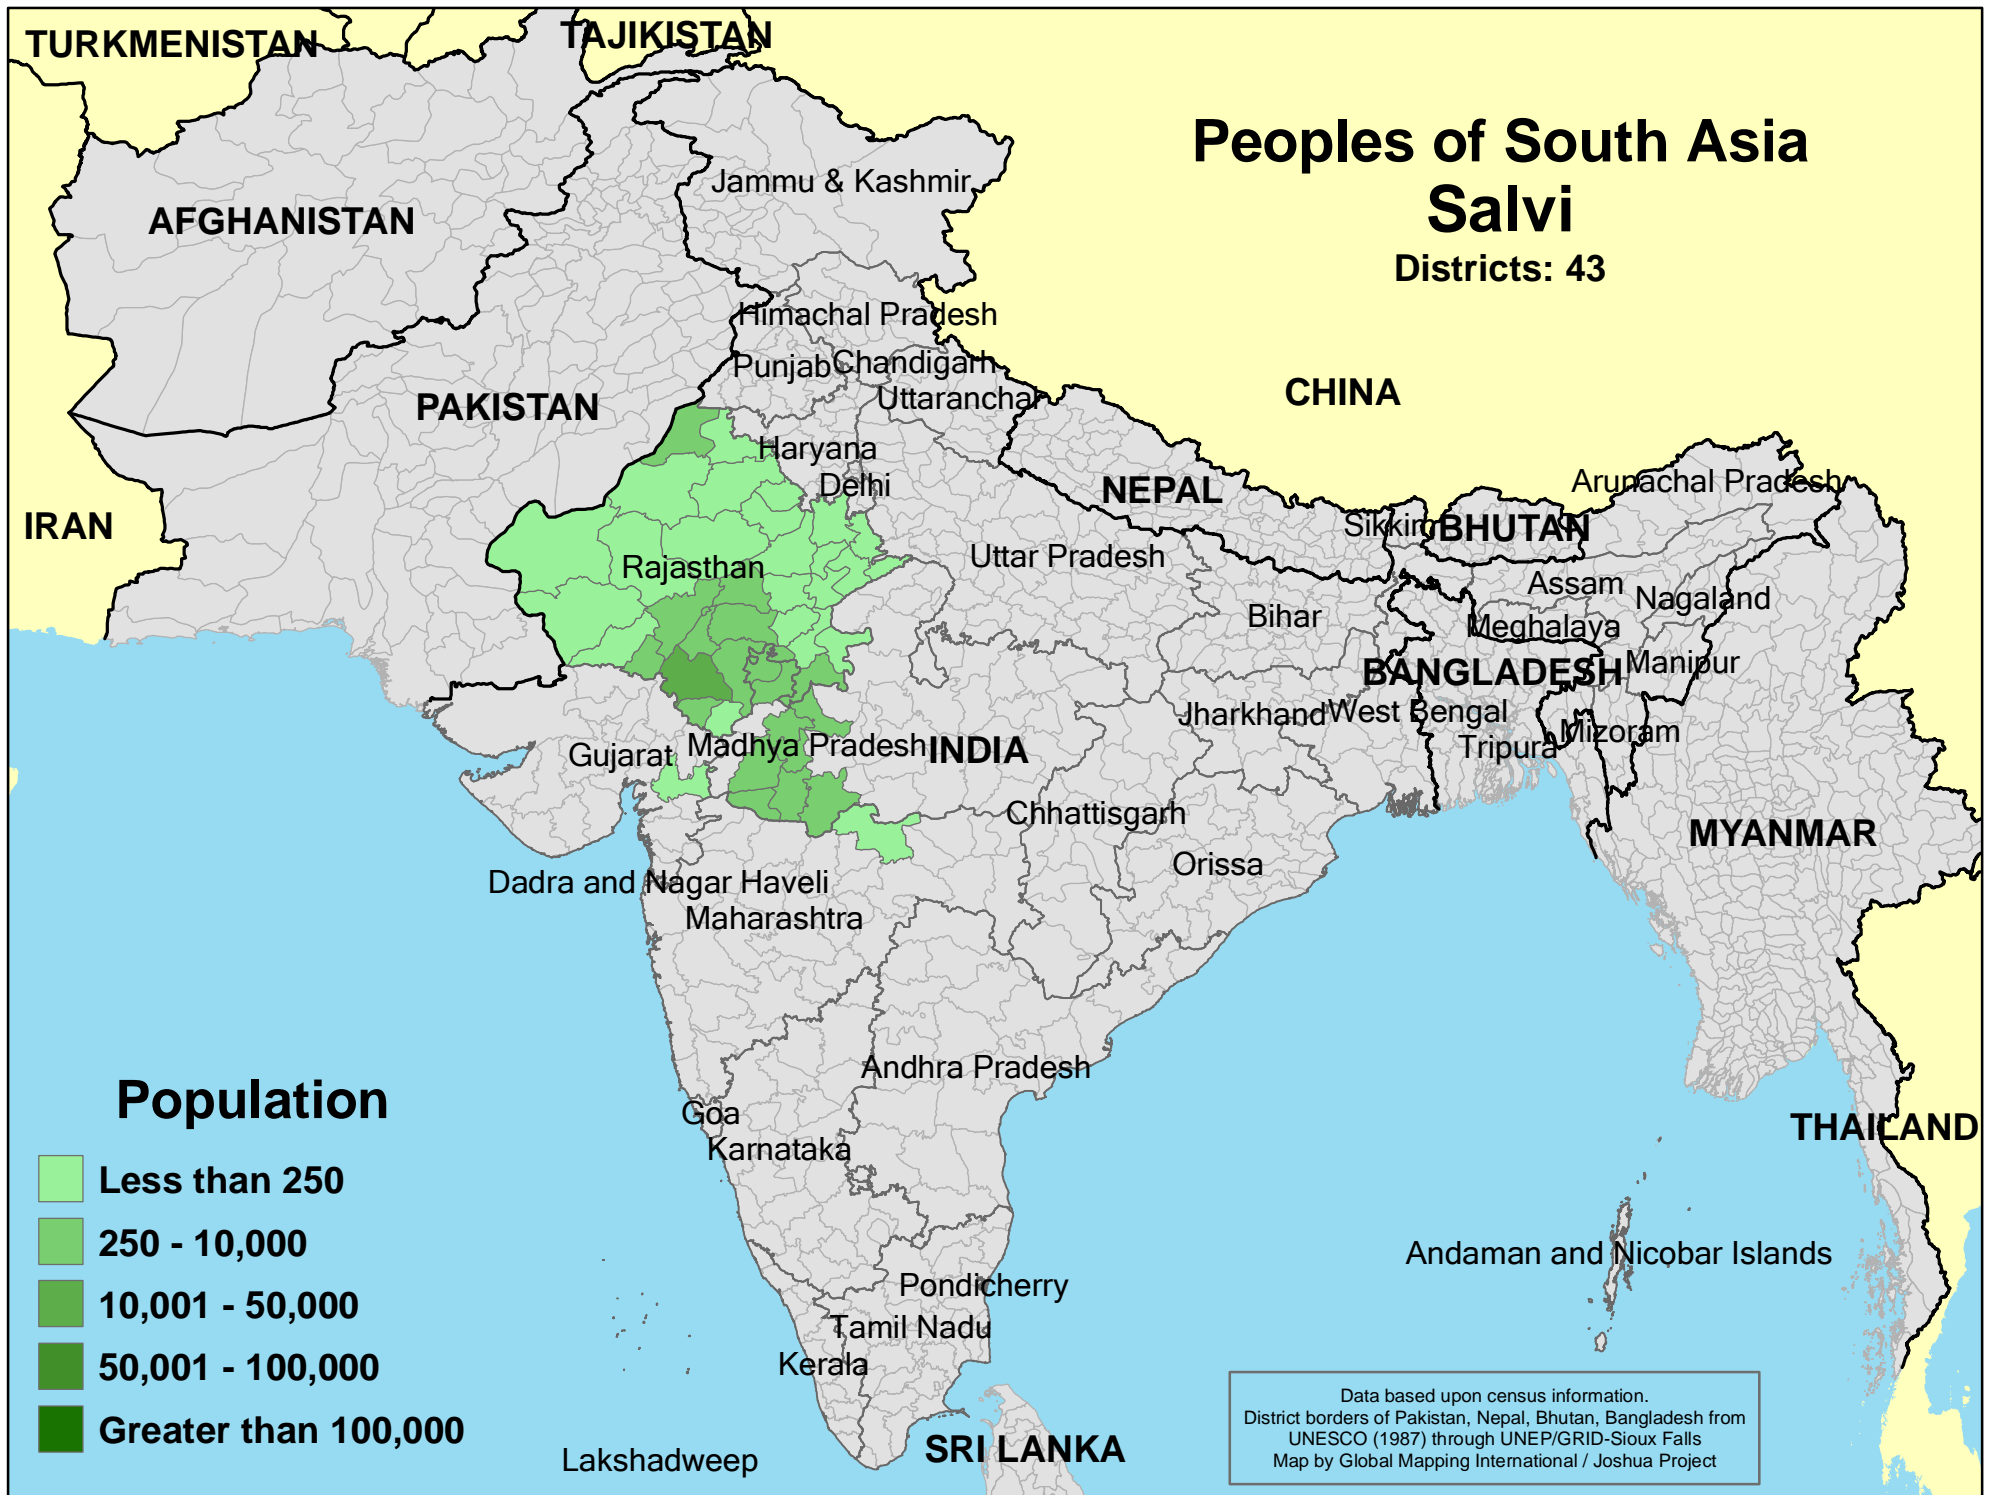 TURKMENISTAN
TAJIKISTAN
Peoples of South Asia
Salvi
Districts: 43
Jammu & Kashmir
AFGHANISTAN
Himachal Pradesh
Punjab
Chandigarh
Uttaranchal
CHINA
PAKISTAN
Haryana
Delhi
NEPAL
Arunachal Pradesh
IRAN
Sikkim
BHUTAN
Rajasthan
Uttar Pradesh
Assam
Nagaland
Bihar
Meghalaya
BANGLADESH
Manipur
Jharkhand
West Bengal
Gujarat
Madhya Pradesh
INDIA
Tripura
Mizoram
Chhattisgarh
MYANMAR
Orissa
Dadra and Nagar Haveli
Maharashtra
Andhra Pradesh
Goa
Karnataka
THAILAND
Andaman and Nicobar Islands
Pondicherry
Tamil Nadu
Kerala
Lakshadweep
SRI LANKA
Population
Less than 250
250 - 10,000
10,001 - 50,000
50,001 - 100,000
Greater than 100,000
Data based upon census information.
District borders of Pakistan, Nepal, Bhutan, Bangladesh from
UNESCO (1987) through UNEP/GRID-Sioux Falls
Map by Global Mapping International / Joshua Project